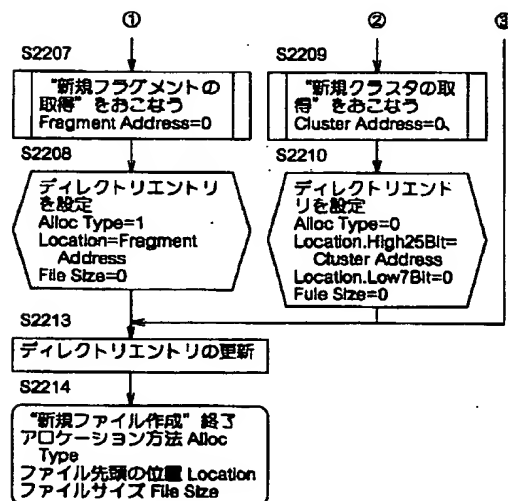 ① ② ③
S2207
“新規フラグメントの
取得”をおこなう
Fragment Address=0
S2209
“新規クラスタの取
得”をおこなう
Cluster Address=0、
S2208
ディレクトリエントリ
を設定
Alloc Type=1
Location=Fragment
Address
File Size=0
S2210
ディレクトリエンド
リを設定
Alloc Type=0
Location.High25Bit=
Cluster Address
Location.Low7Bit=0
Fule Size=0
S2213
ディレクトリエントリの更新
S2214
“新規ファイル作成”終了
アロケーション方法 Alloc
Type
ファイル先頭の位置 Location
ファイルサイズ File Size